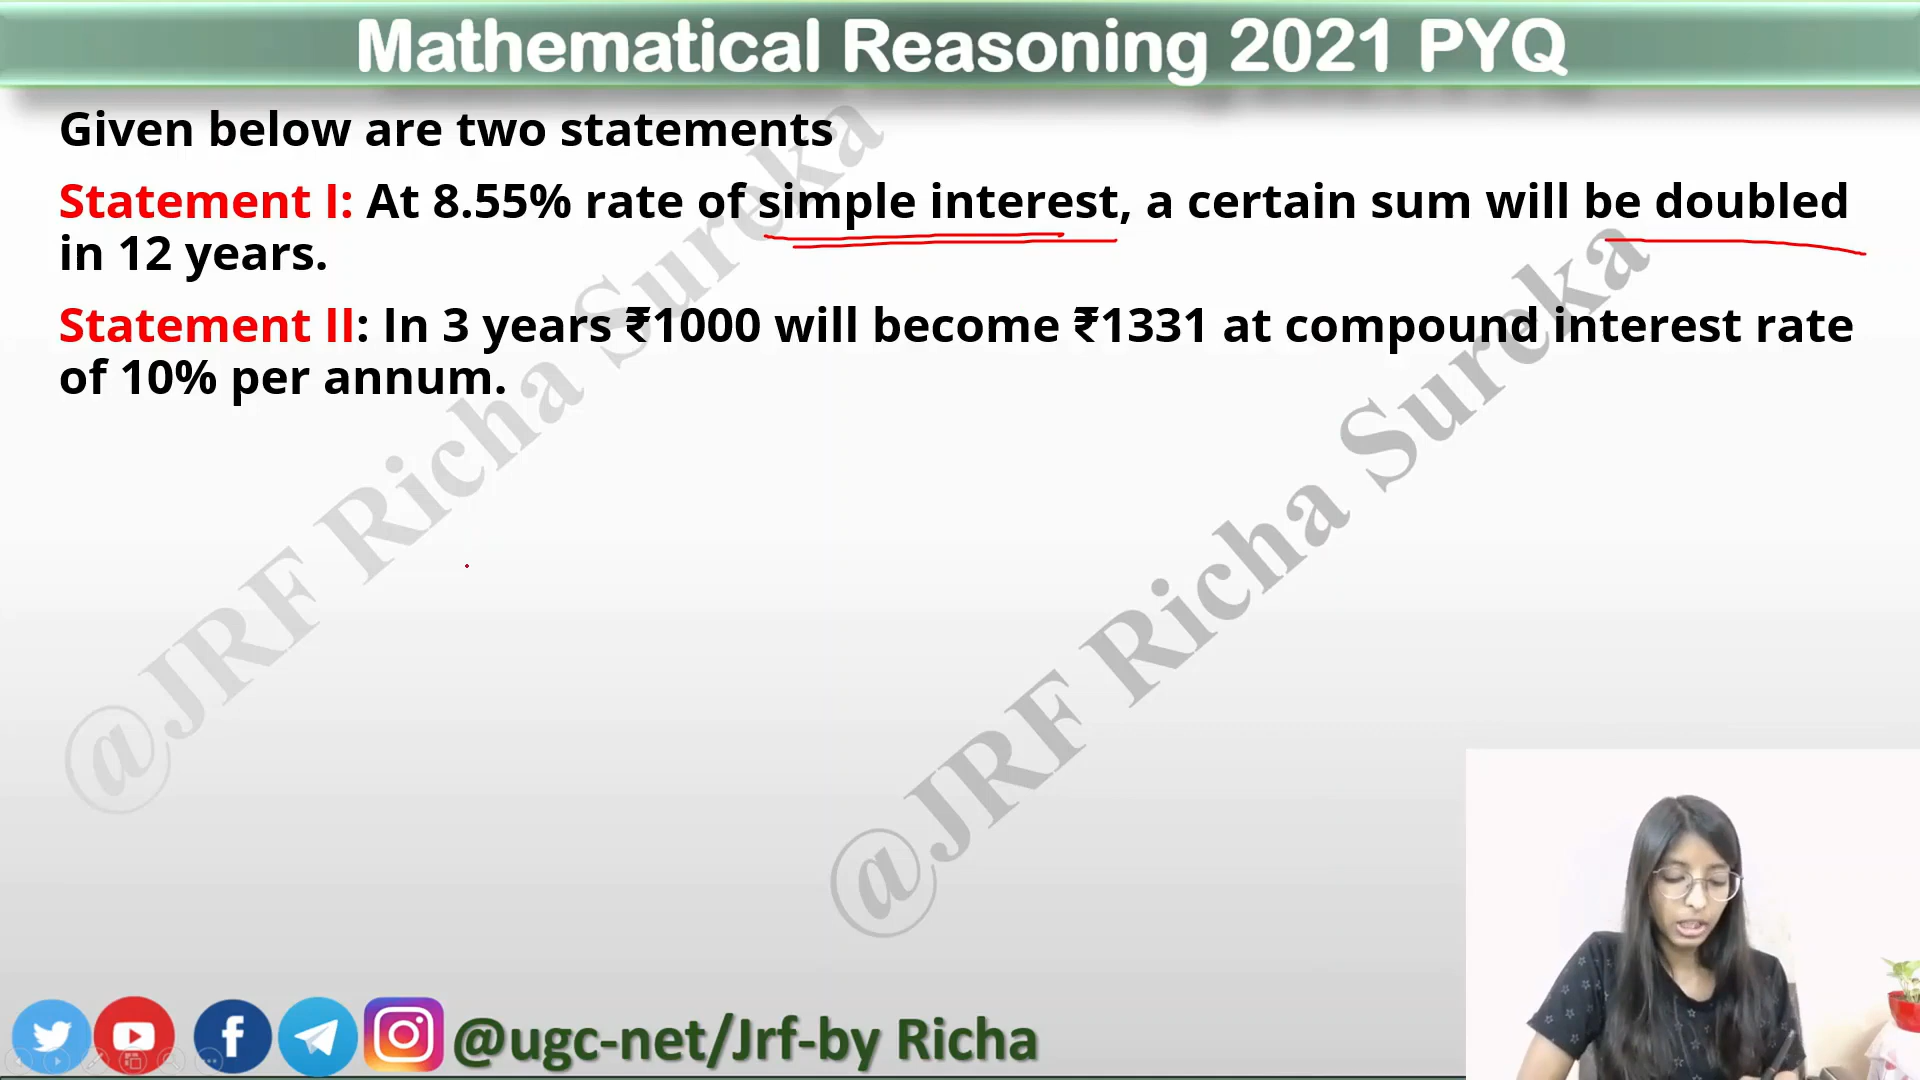 Mathematical Reasoning 2021 PYQ
Given below are two statements
Statement I: At 8.55% rate of simple interest, a certain sum will be doubled
in 12 years.
Statement II: In 3 years ₹1000 will become ₹1331 at compound interest rate
of 10% per annum.
@JRF Richa Sureka
@JRF Richa Sureka
@ugc-net/Jrf-by Richa